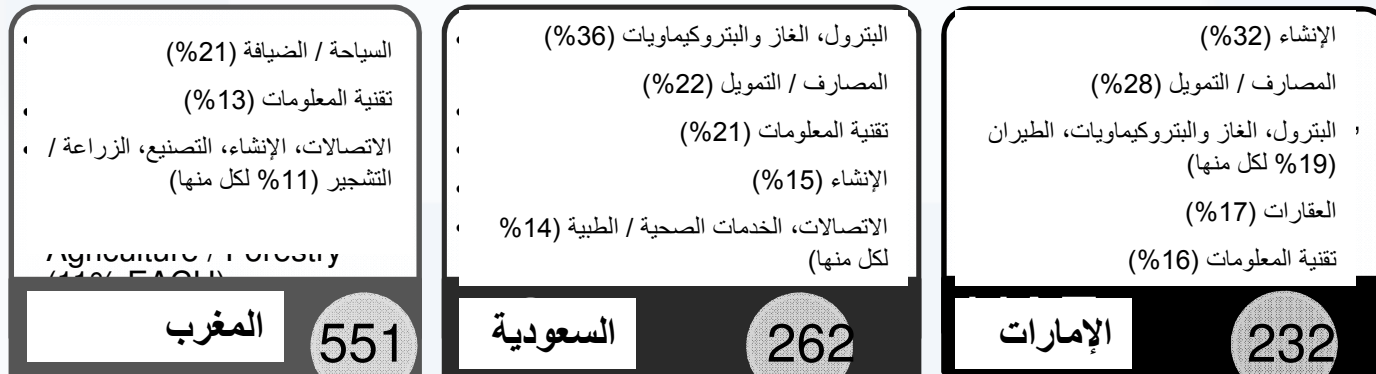 الإنشاء (32%)
المصارف / التمويل (28%)
البترول، الغاز والبتروكيماويات، الطيران
(19% لكل منها)
العقارات (17%)
تقنية المعلومات (16%)
الإمارات
232
البترول، الغاز والبتروكيماويات (36%)
المصارف / التمويل (22%)
تقنية المعلومات (21%)
الإنشاء (15%)
الاتصالات، الخدمات الصحية / الطبية (14%
لكل منها)
السعودية
262
السياحة / الضيافة (21%)
تقنية المعلومات (13%)
الاتصالات، الإنشاء، التصنيع، الزراعة /
التشجير (11% لكل منها)
Agriculture / Forestry
(11% EACH)
المغرب
551